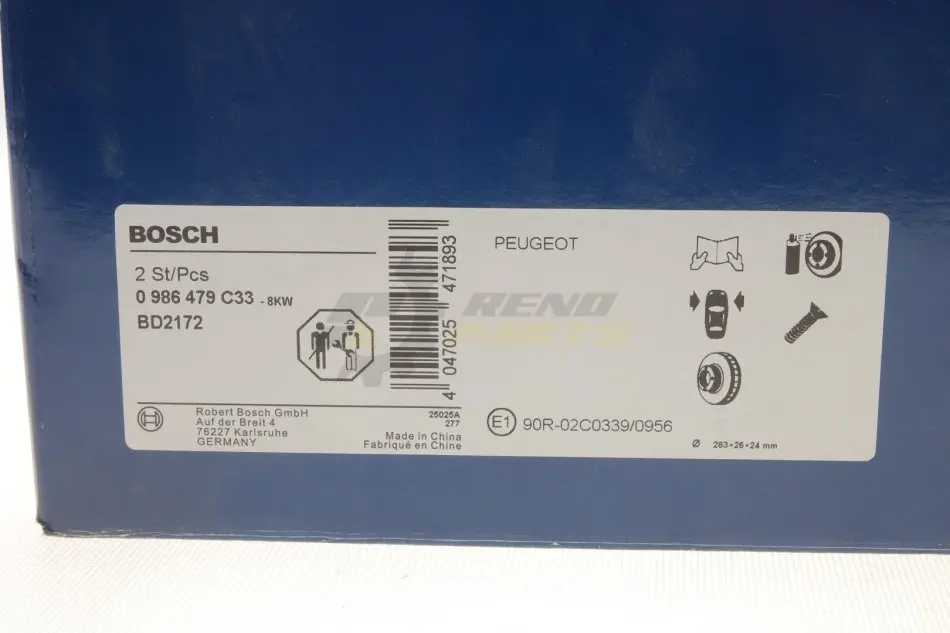 BOSCH
2 St/Pcs
0 986 479 C33 - 8KW
BD2172
4 047025 471893
Robert Bosch GmbH
Auf der Breit 4
76227 Karlsruhe
GERMANY
25025A
277
Made in China
Fabriqué en Chine
PEUGEOT
E1 90R-02C0339/0956
Ø 283×26×24 mm
RENO
PARTS